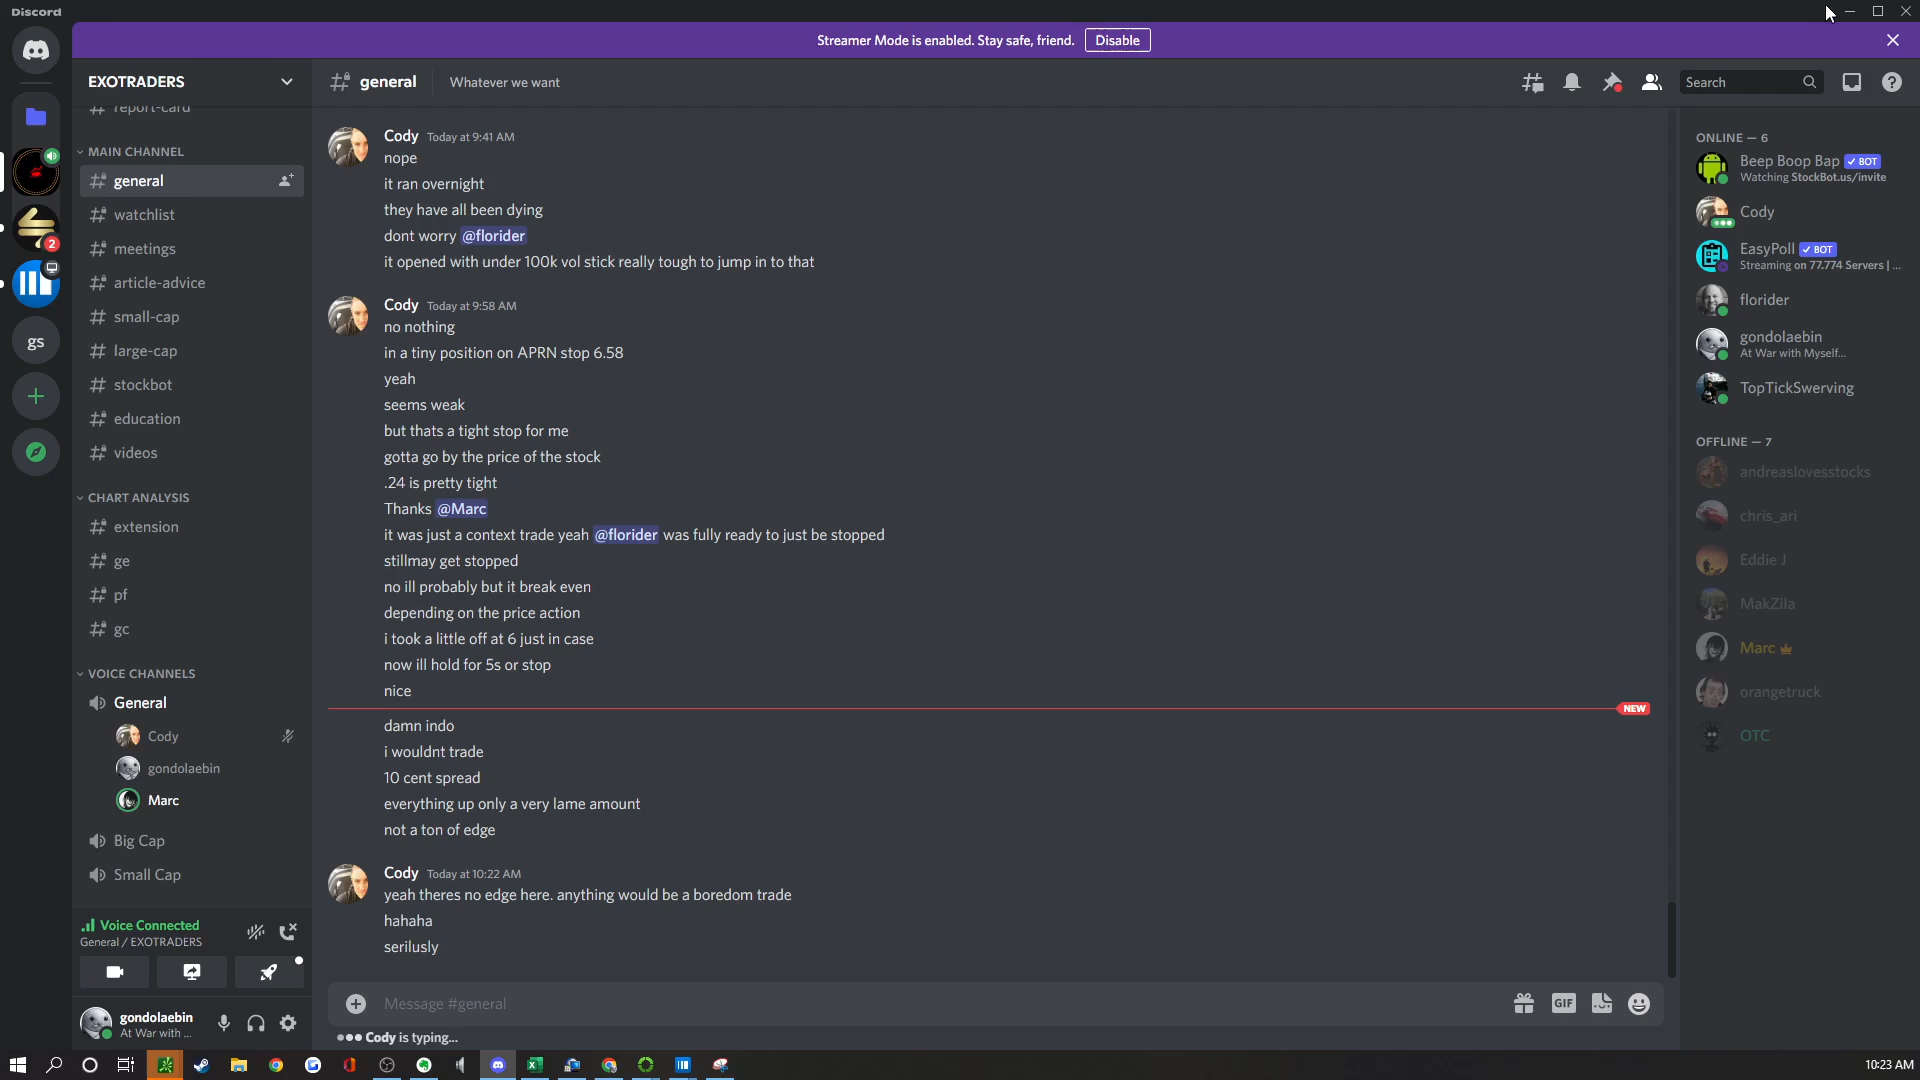 Discord
Streamer Mode is enabled. Stay safe, friend. Disable
EXOTRADERS
general
Whatever we want
Search
report-card
MAIN CHANNEL
general
watchlist
meetings
article-advice
small-cap
large-cap
stockbot
education
videos
CHART ANALYSIS
extension
ge
pf
gc
VOICE CHANNELS
General
Cody
gondolaebin
Marc
Big Cap
Small Cap
Voice Connected
General / EXOTRADERS
gondolaebin
At War with ...
2
gs
Cody Today at 9:41 AM
nope
it ran overnight
they have all been dying
dont worry @florider
it opened with under 100k vol stick really tough to jump in to that
Cody Today at 9:58 AM
no nothing
in a tiny position on APRN stop 6.58
yeah
seems weak
but thats a tight stop for me
gotta go by the price of the stock
.24 is pretty tight
Thanks @Marc
it was just a context trade yeah @florider was fully ready to just be stopped
stillmay get stopped
no ill probably but it break even
depending on the price action
i took a little off at 6 just in case
now ill hold for 5s or stop
nice
NEW
damn indo
i wouldnt trade
10 cent spread
everything up only a very lame amount
not a ton of edge
Cody Today at 10:22 AM
yeah theres no edge here. anything would be a boredom trade
hahaha
serilusly
Message #general
GIF
Cody is typing...
ONLINE — 6
Beep Boop Bap BOT
Watching StockBot.us/invite
Cody
EasyPoll BOT
Streaming on 77.774 Servers | ...
florider
gondolaebin
At War with Myself...
TopTickSwerving
OFFLINE — 7
andreaslovesstocks
chris_ari
Eddie J
MakZila
Marc
orangetruck
OTC
10:23 AM